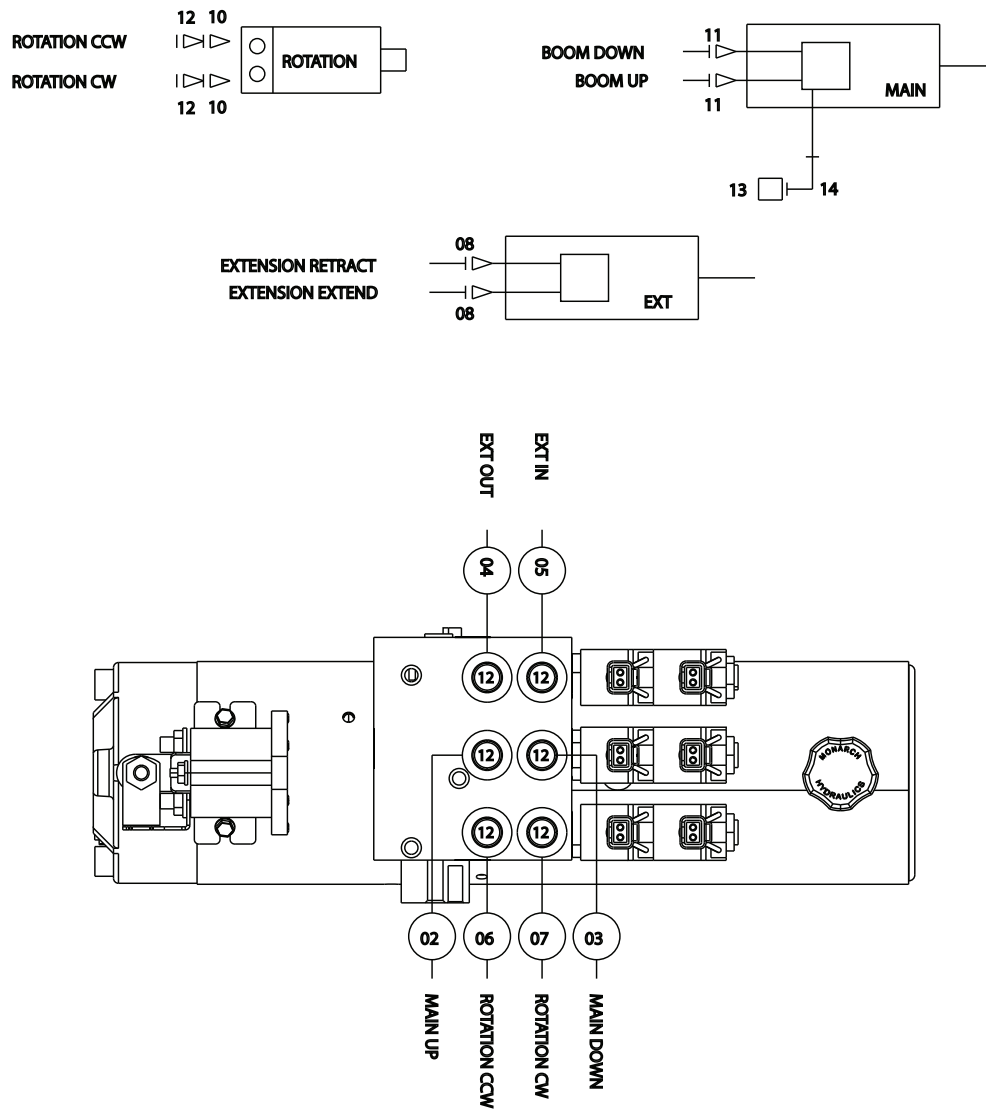 12 10
ROTATION CCW
ROTATION
ROTATION CW
12 10
11
BOOM DOWN
BOOM UP
MAIN
11
13
14
08
EXTENSION RETRACT
EXTENSION EXTEND
EXT
08
EXT OUT
EXT IN
04
05
12
12
12
12
12
12
MONARCH
HYDRAULICS
02
06
07
03
MAIN UP
ROTATION CCW
ROTATION CW
MAIN DOWN